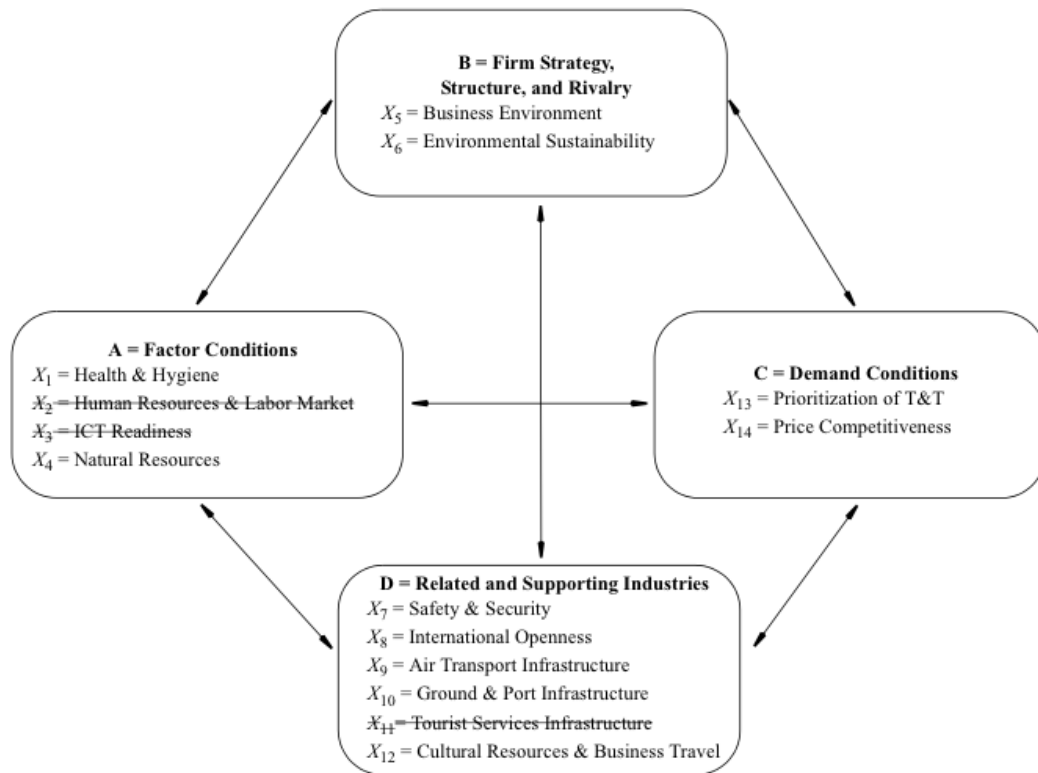 B = Firm Strategy,
Structure, and Rivalry
X5 = Business Environment
X6 = Environmental Sustainability
A = Factor Conditions
X1 = Health & Hygiene
X2 = Human Resources & Labor Market
X3 = ICT Readiness
X4 = Natural Resources
C = Demand Conditions
X13 = Prioritization of T&T
X14 = Price Competitiveness
D = Related and Supporting Industries
X7 = Safety & Security
X8 = International Openness
X9 = Air Transport Infrastructure
X10 = Ground & Port Infrastructure
X11= Tourist Services Infrastructure
X12 = Cultural Resources & Business Travel